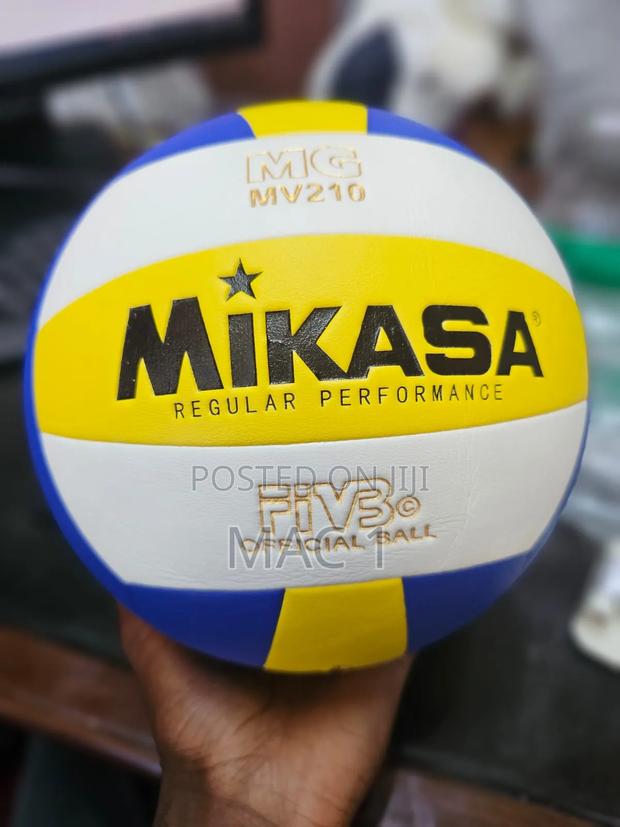 MG
MV210
MiKASA®
REGULAR PERFORMANCE
POSTED ON JIJI
FiVB©
MAC 1
OFFICIAL BALL